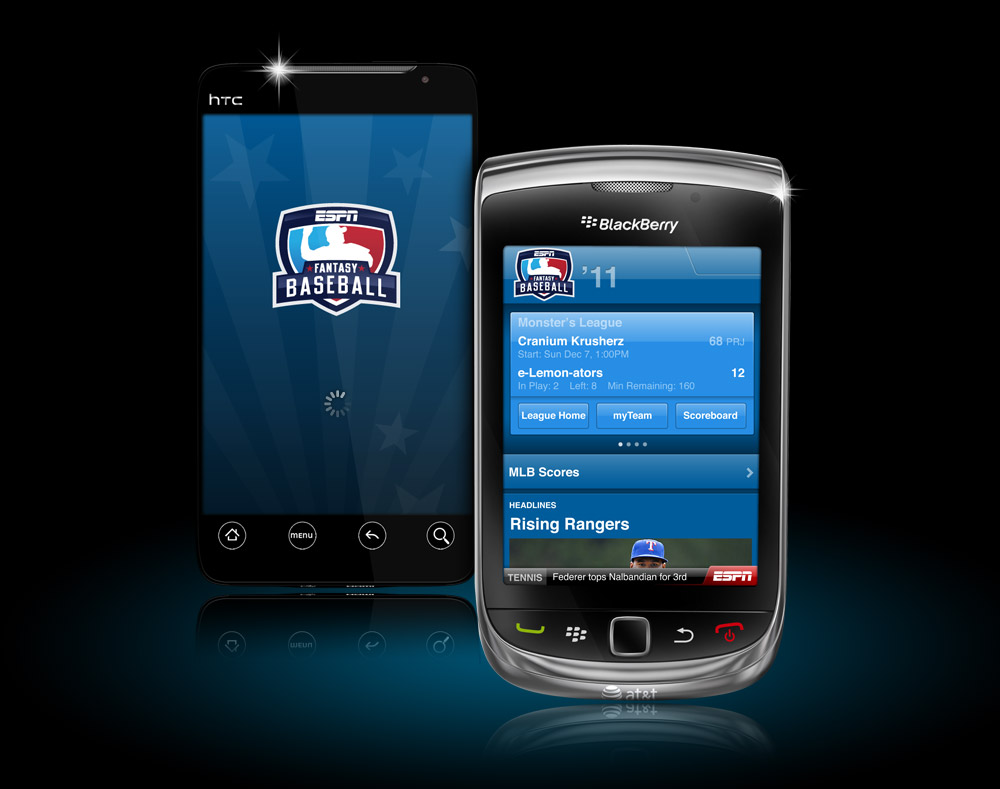 hTC
ESPN
FANTASY
BASEBALL
MENU
BlackBerry
ESPN
FANTASY
BASEBALL
'11
Monster's League
Cranium Krusherz 68 PRJ
Start: Sun Dec 7, 1:00PM
e-Lemon-ators 12
In Play: 2 Left: 8 Min Remaining: 160
League Home myTeam Scoreboard
MLB Scores
HEADLINES
Rising Rangers
T
TENNIS Federer tops Nalbandian for 3rd ESPN
at&t